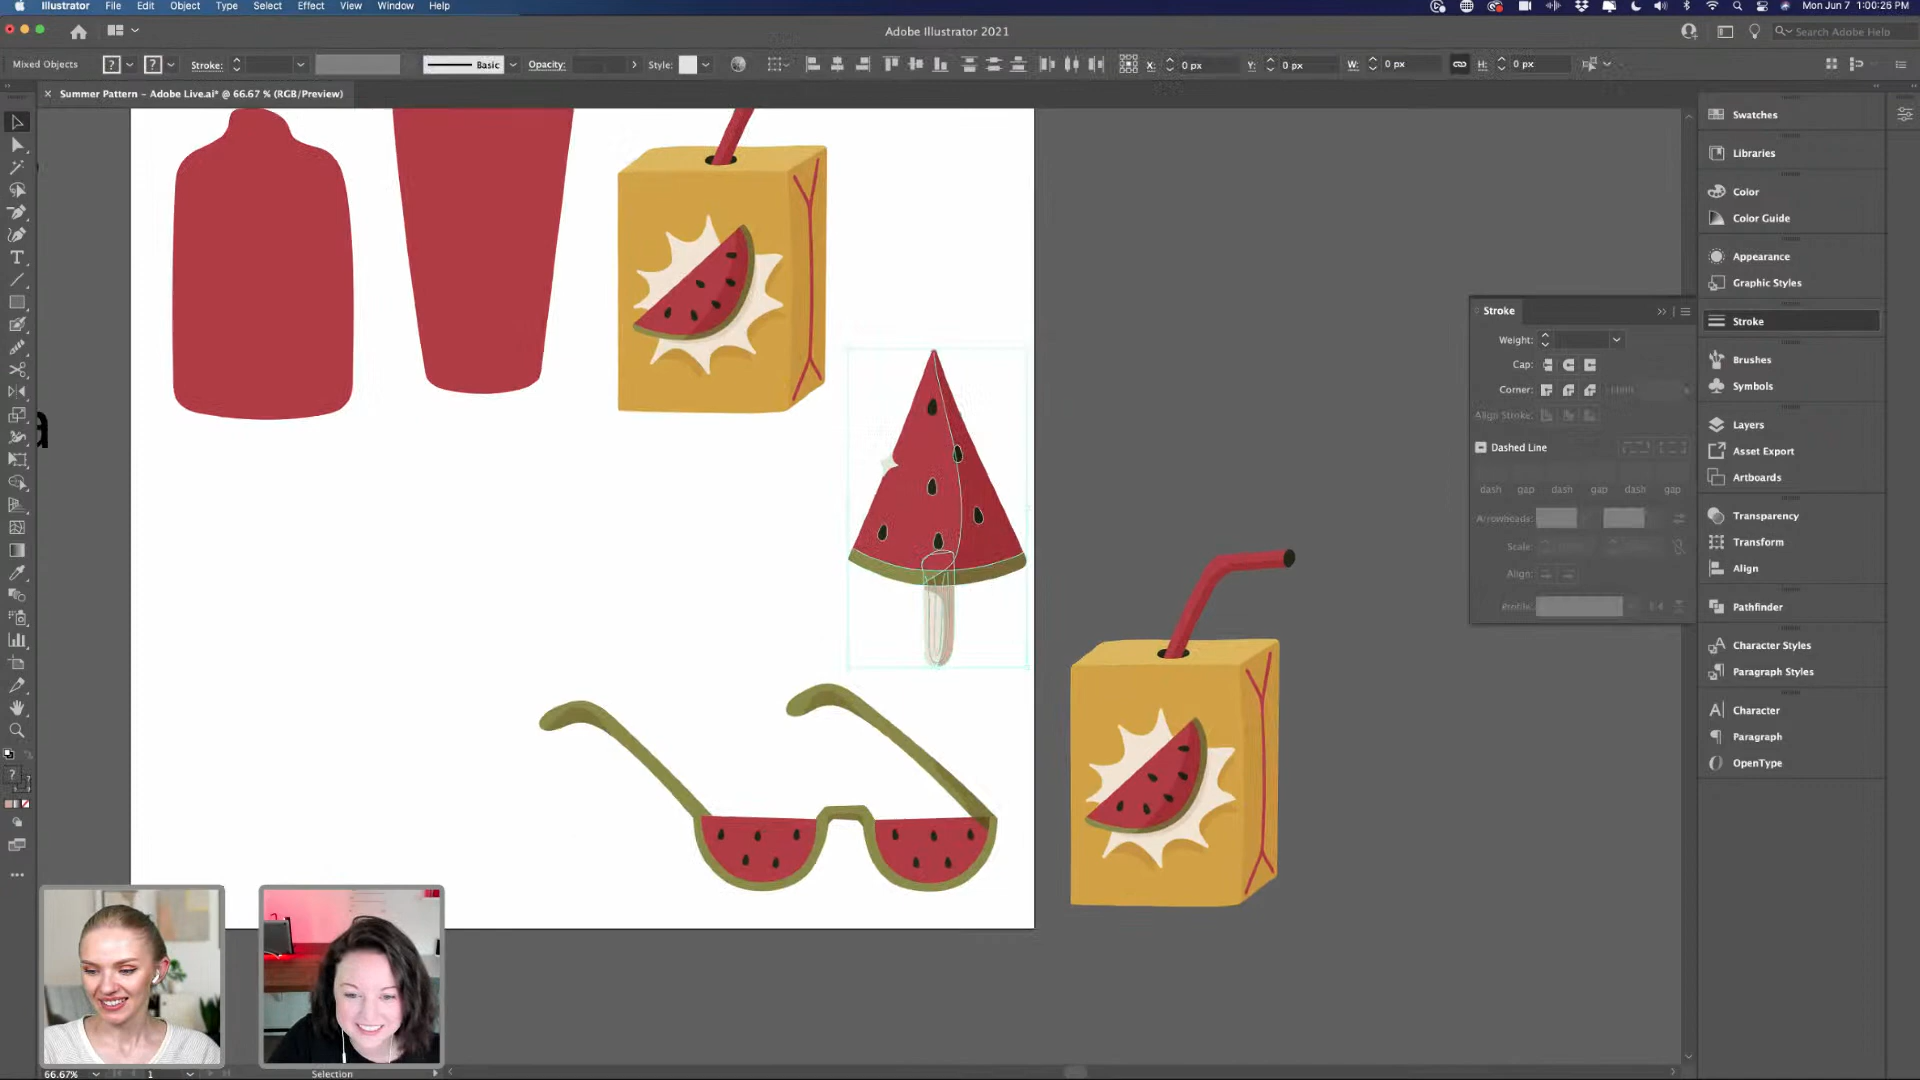 Illustrator File Edit Object Type Select Effect View Window Help
Mon Jun 7 1:00:26 PM
Adobe Illustrator 2021
Search Adobe Help
Mixed Objects
?
?
Stroke:
Basic
Opacity:
Style:
X: 0 px
Y: 0 px
W: 0 px
H: 0 px
× Summer Pattern – Adobe Live.ai* @ 66.67 % (RGB/Preview)
Swatches
Libraries
Color
Color Guide
Appearance
Graphic Styles
Stroke
Brushes
Symbols
Layers
Asset Export
Artboards
Transparency
Transform
Align
Pathfinder
Character Styles
Paragraph Styles
Character
Paragraph
OpenType
Stroke
Weight:
Cap:
Corner:
Limit
Align Stroke:
Dashed Line
dash gap dash gap dash gap
Arrowheads:
Scale:
Align:
Profile:
a
66.67%
1
Selection